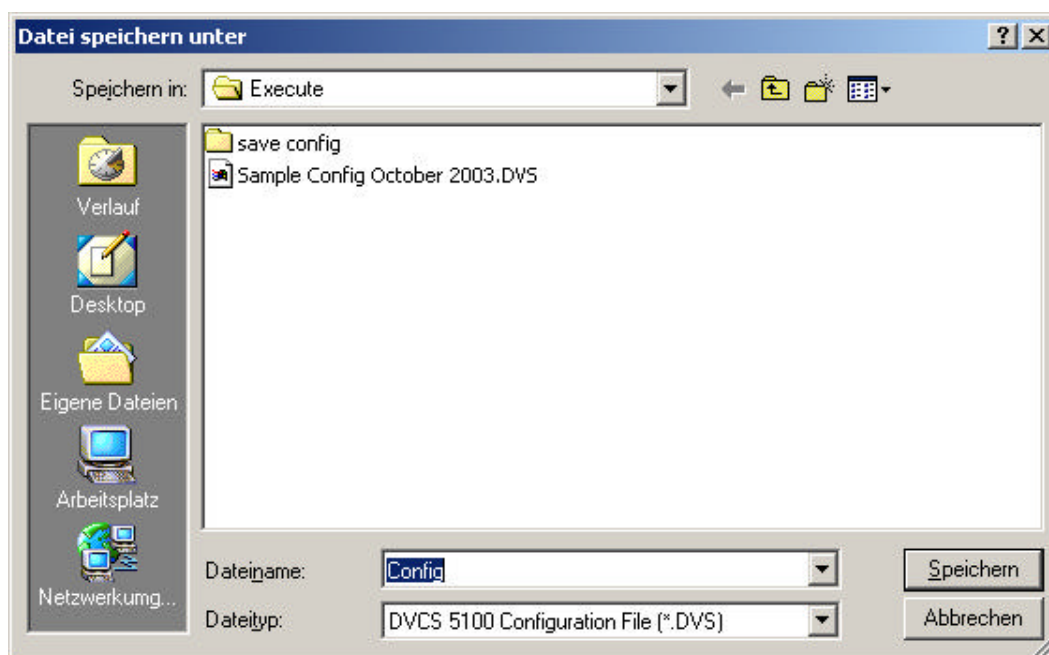 Datei speichern unter
Speichern in: Execute
save config
Sample Config October 2003.DVS
Verlauf
Desktop
Eigene Dateien
Arbeitsplatz
Netzwerkumg...
Dateiname: Config Speichern
Dateityp: DVCS 5100 Configuration File (*.DVS) Abbrechen